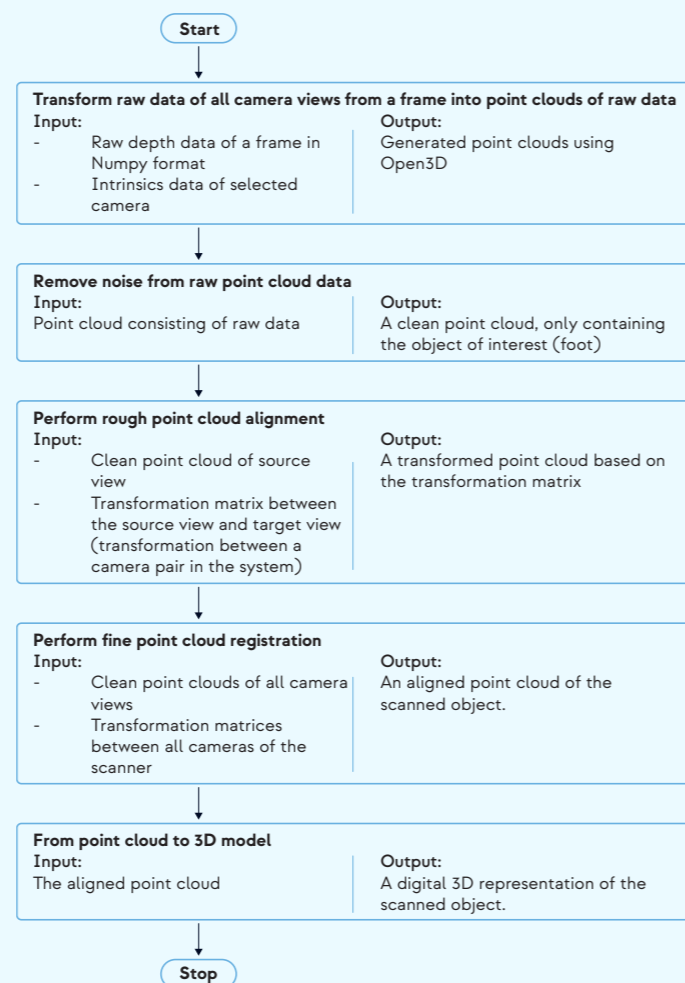 Start
Transform raw data of all camera views from a frame into point clouds of raw data
Input:
- Raw depth data of a frame in
Numpy format
- Intrinsics data of selected
camera
Output:
Generated point clouds using
Open3D
Remove noise from raw point cloud data
Input:
Point cloud consisting of raw data
Output:
A clean point cloud, only containing
the object of interest (foot)
Perform rough point cloud alignment
Input:
- Clean point cloud of source
view
- Transformation matrix between
the source view and target view
(transformation between a
camera pair in the system)
Output:
A transformed point cloud based on
the transformation matrix
Perform fine point cloud registration
Input:
- Clean point clouds of all camera
views
- Transformation matrices
between all cameras of the
scanner
Output:
An aligned point cloud of the
scanned object.
From point cloud to 3D model
Input:
The aligned point cloud
Output:
A digital 3D representation of the
scanned object.
Stop